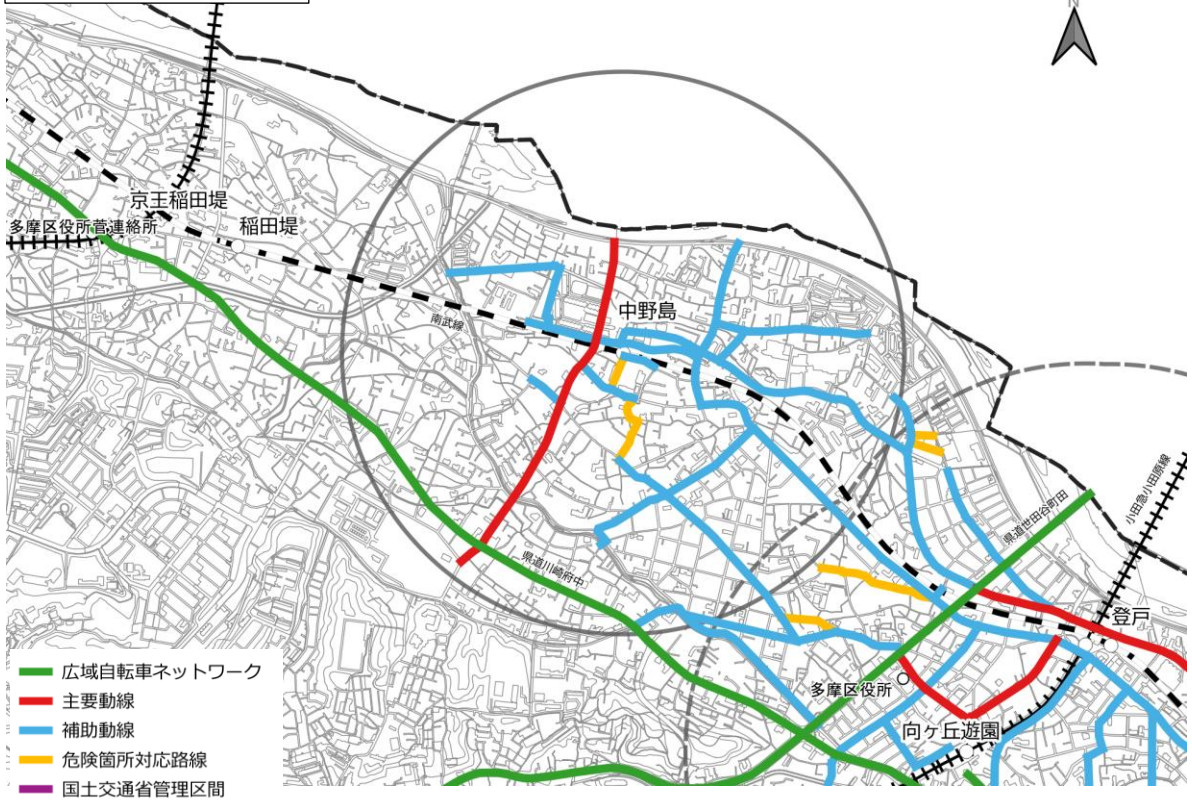 N
京王稲田堤
多摩区役所菅連絡所
稲田堤
南武線
中野島
小田急小田原線
県道世田谷町田
県道川崎府中
登戸
多摩区役所
向ヶ丘遊園
広域自転車ネットワーク
主要動線
補助動線
危険箇所対応路線
国土交通省管理区間